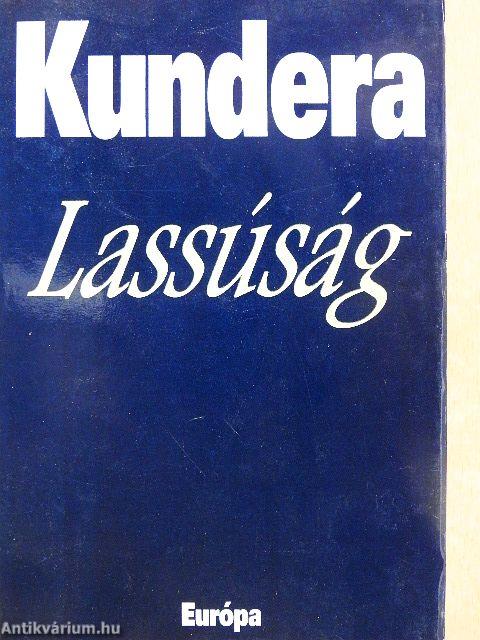 Kundera
Lassúság
Európa
Antikvárium.hu